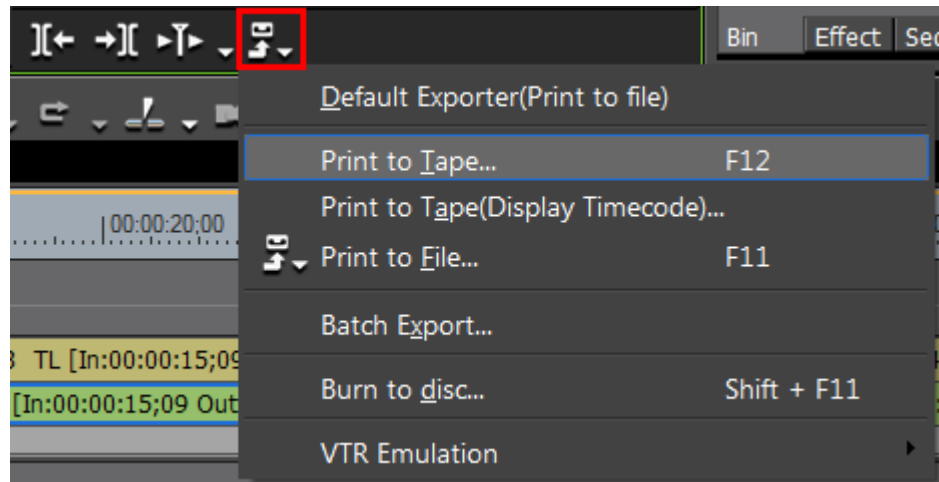 Bin Effect
Default Exporter(Print to file)
Print to Tape... F12
Print to Tape(Display Timecode)...
00:00:20;00
Print to File... F11
Batch Export...
TL [In:00:00:15;09
Burn to disc... Shift + F11
[In:00:00:15;09 Out
VTR Emulation